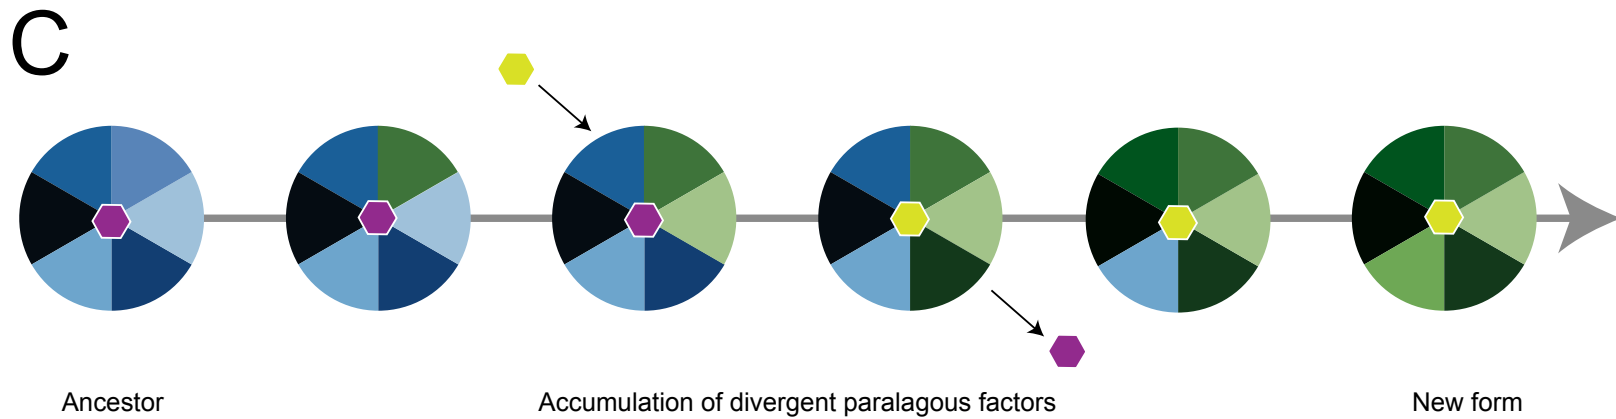 C
Ancestor
Accumulation of divergent paralagous factors
New form